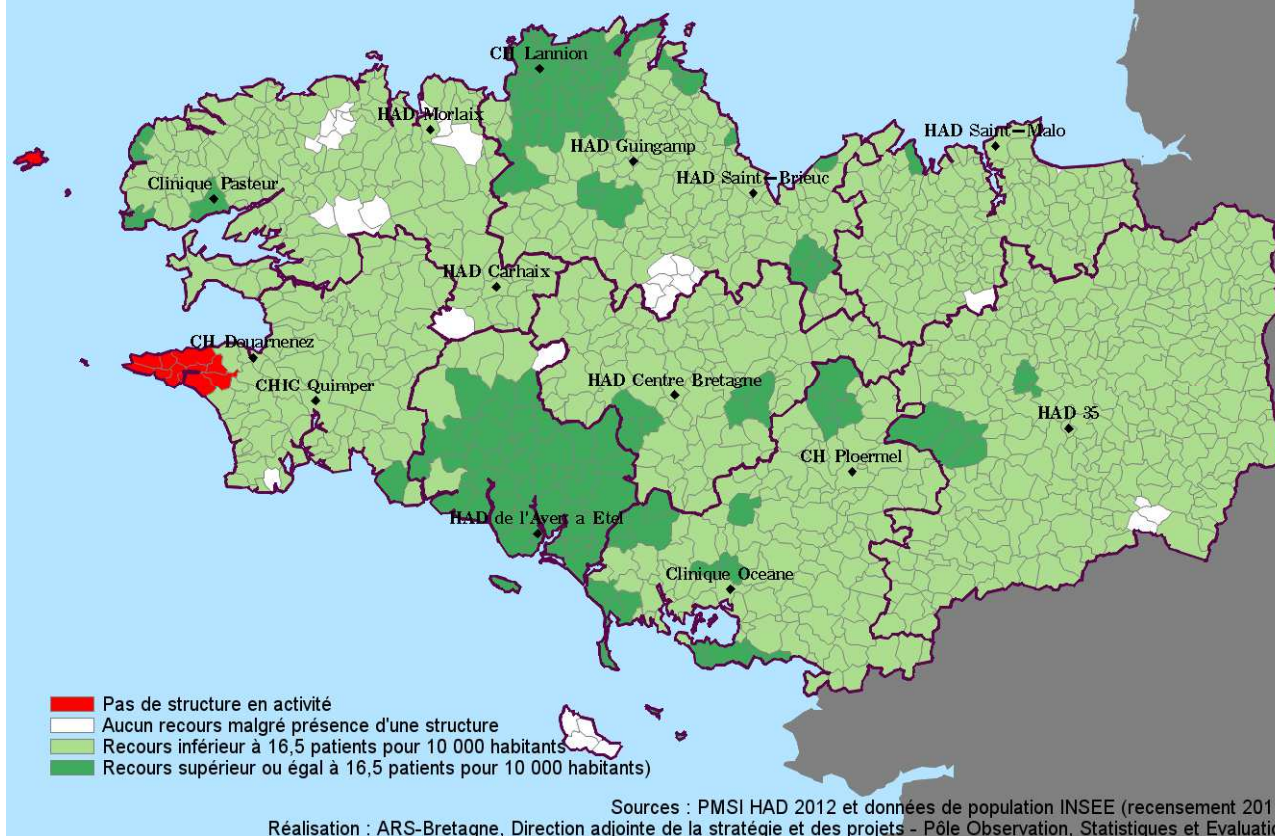 CH Lannion
HAD Morlaix
HAD Saint-Malo
HAD Guingamp
Clinique Pasteur
HAD Saint-Brieuc
HAD Carhaix
CH Douarnenez
HAD Centre Bretagne
CHIC Quimper
HAD 35
CH Ploermel
HAD de l'Aven a Etel
Clinique Oceane
Pas de structure en activité
Aucun recours malgré présence d'une structure
Recours inférieur à 16,5 patients pour 10 000 habitants
Recours supérieur ou égal à 16,5 patients pour 10 000 habitants)
Sources : PMSI HAD 2012 et données de population INSEE (recensement 201
Réalisation : ARS-Bretagne, Direction adjointe de la stratégie et des projets - Pôle Observation, Statistiques et Evaluatio